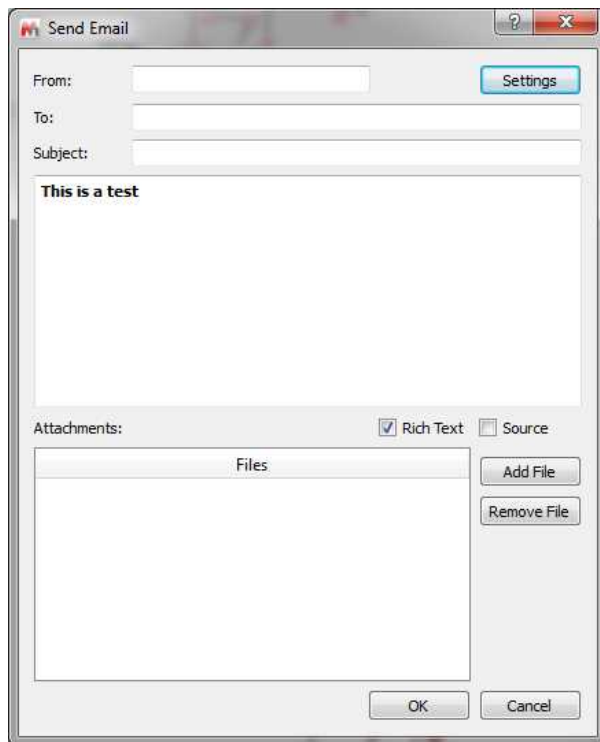 Send Email
From:
Settings
To:
Subject:
This is a test
Attachments:
Rich Text
Source
Files
Add File
Remove File
OK
Cancel